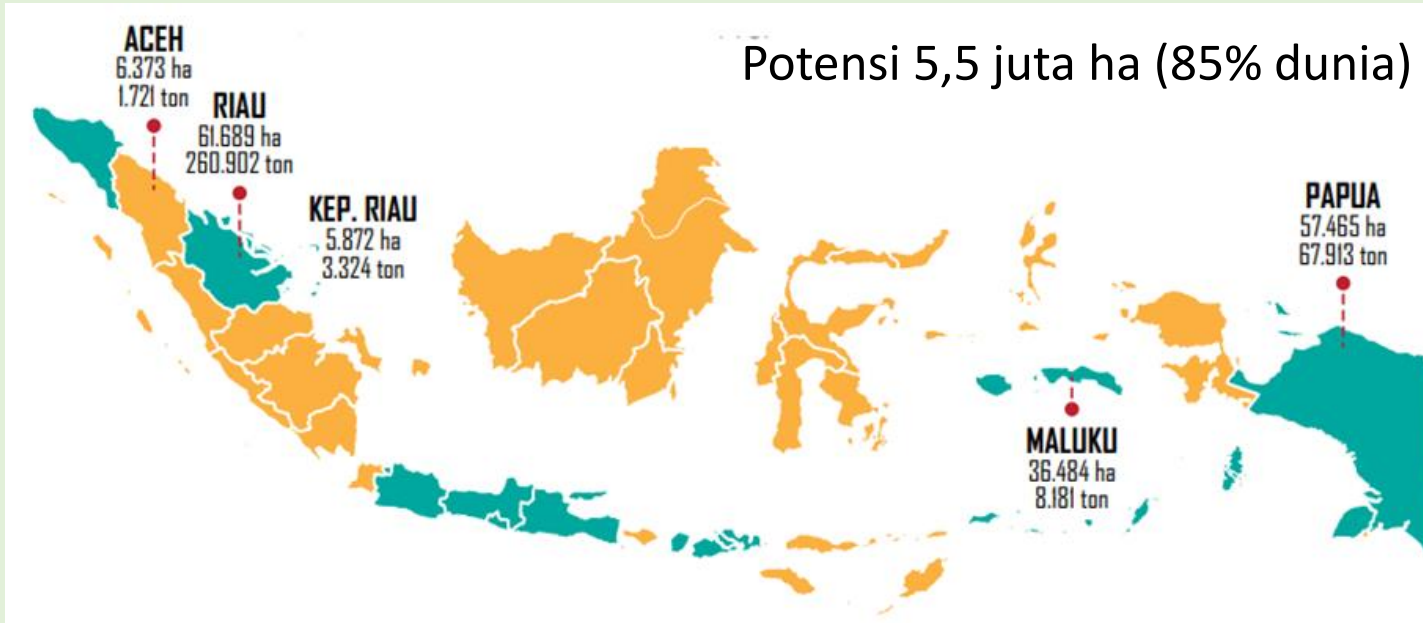 Potensi 5,5 juta ha (85% dunia)
ACEH
6.373 ha
1.721 ton
RIAU
61.689 ha
260.902 ton
KEP. RIAU
5.872 ha
3.324 ton
PAPUA
57.465 ha
67.913 ton
MALUKU
36.484 ha
8.181 ton